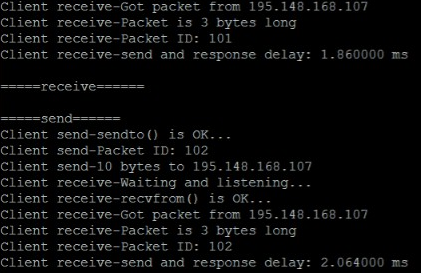 Client receive-Got packet from 195.148.168.107
Client receive-Packet is 3 bytes long
Client receive-Packet ID: 101
Client receive-send and response delay: 1.860000 ms
=====receive======
=====send======
Client send-sendto() is OK...
Client send-Packet ID: 102
Client send-10 bytes to 195.148.168.107
Client receive-Waiting and listening...
Client receive-recvfrom() is OK...
Client receive-Got packet from 195.148.168.107
Client receive-Packet is 3 bytes long
Client receive-Packet ID: 102
Client receive-send and response delay: 2.064000 ms